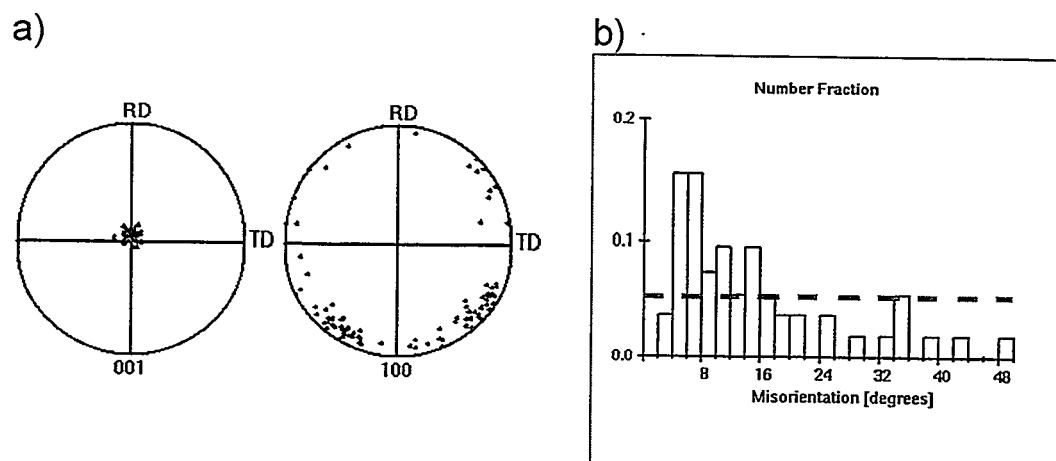 a)
RD
TD
001
RD
TD
100
b)
Number Fraction
0.2
0.1
0.0
8 16 24 32 40 48
Misorientation [degrees]